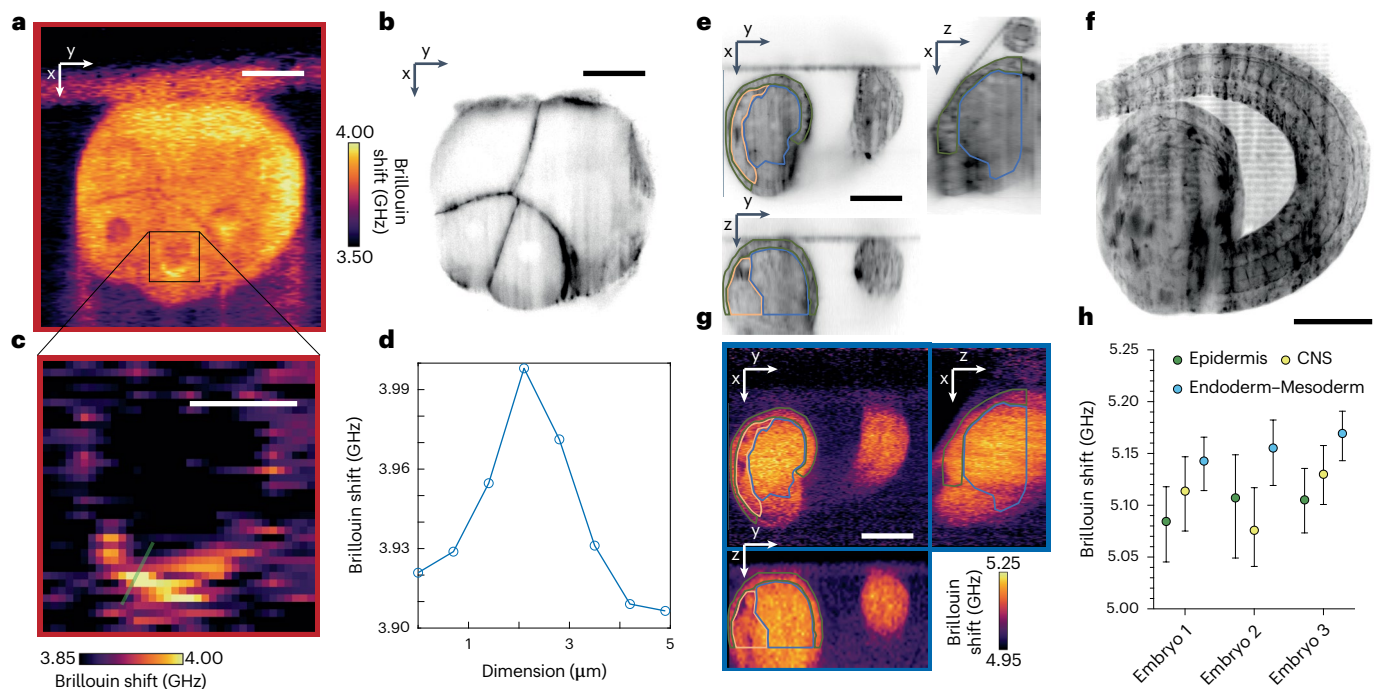 a
y
x
4.00
Brillouin shift (GHz)
3.50
b
y
x
c
3.85
4.00
Brillouin shift (GHz)
d
3.99
3.96
3.93
3.90
Brillouin shift (GHz)
1
3
5
Dimension (μm)
e
y
x
z
x
y
z
f
g
y
x
z
x
y
z
5.25
Brillouin shift (GHz)
4.95
h
5.25
5.20
5.15
5.10
5.05
5.00
Brillouin shift (GHz)
Epidermis
CNS
Endoderm–Mesoderm
Embryo 1
Embryo 2
Embryo 3